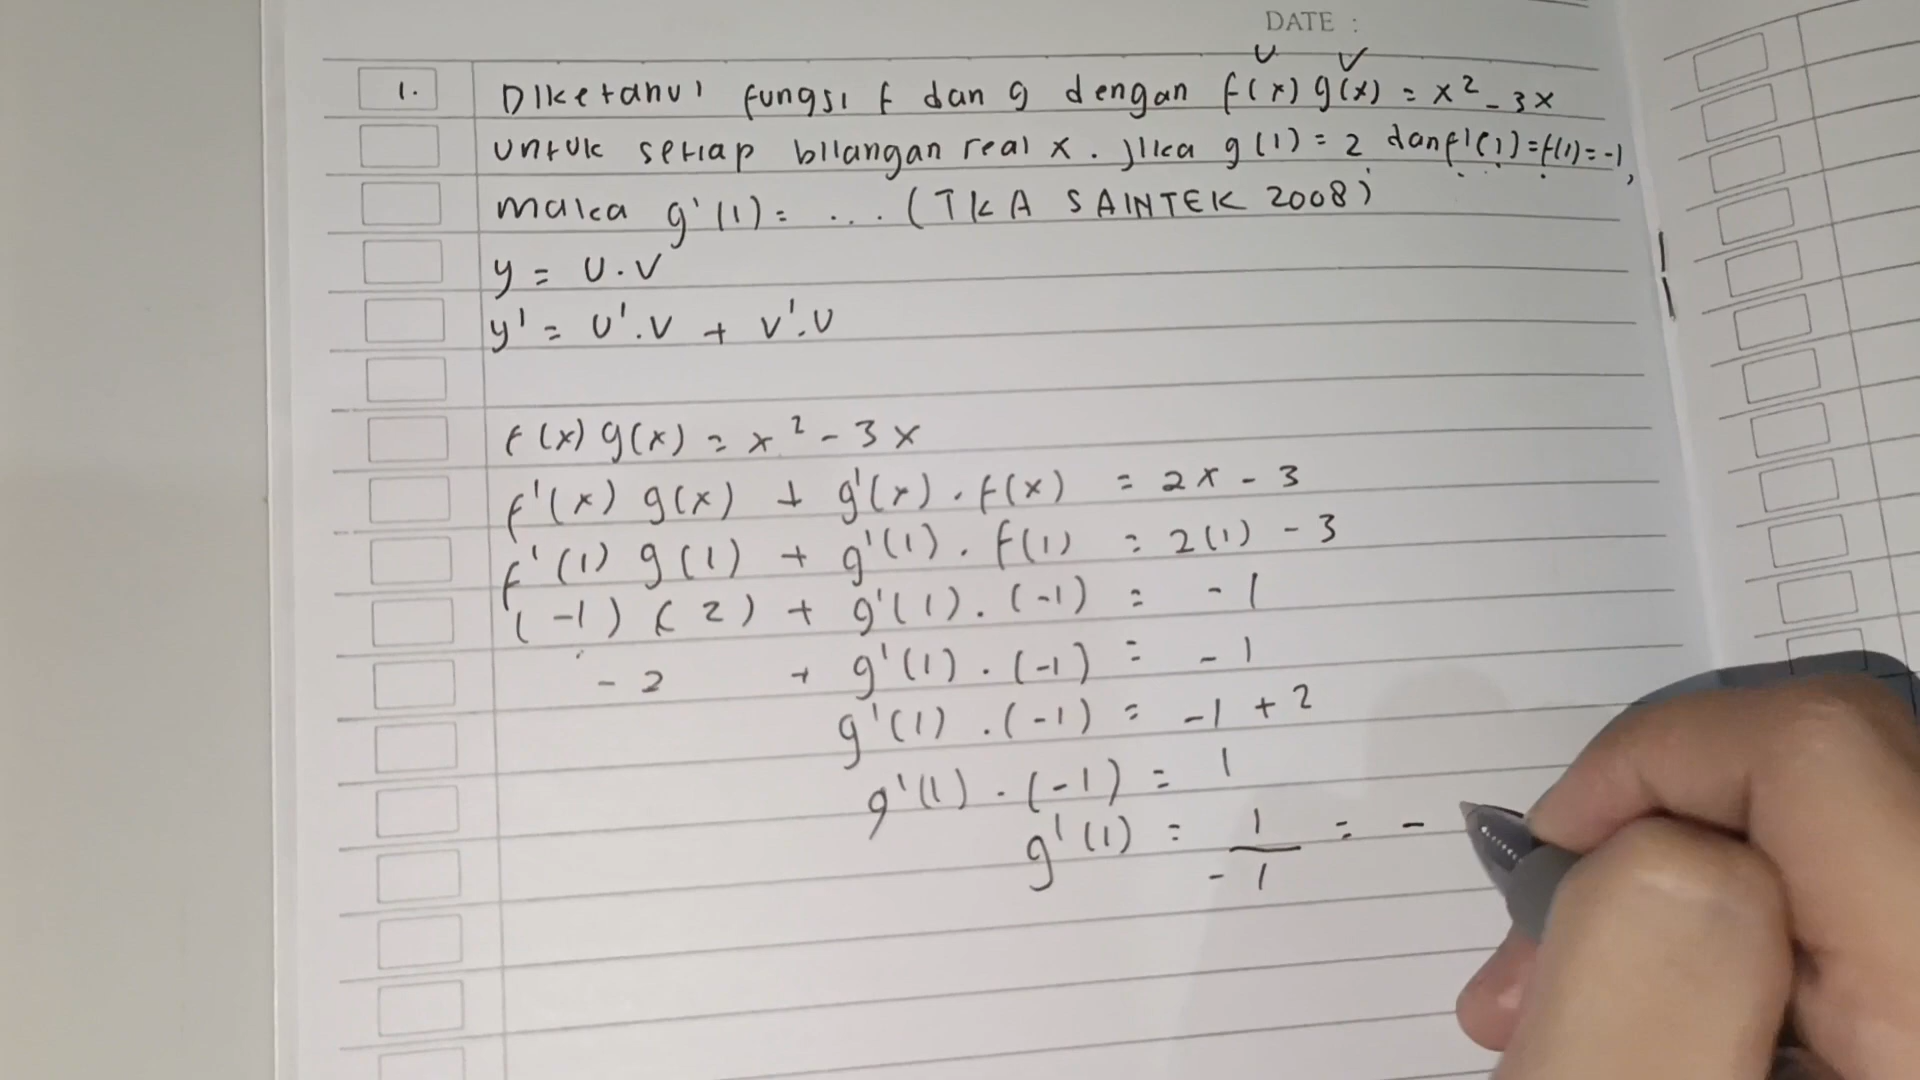 DATE :
U V
1. Diketahui fungsi f dan g dengan f(x) g(x) = x² - 3x
untuk setiap bilangan real x. Jika g(1) = 2 dan f'(1) = f(1) = -1,
maka g'(1) = ... (TKA SAINTEK 2008)
y = U.V
y' = U'.V + V'.U
f(x) g(x) = x² - 3x
f'(x) g(x) + g'(x) . f(x) = 2x - 3
f'(1) g(1) + g'(1) . f(1) = 2(1) - 3
(-1) (2) + g'(1) . (-1) = -1
-2 + g'(1) . (-1) = -1
g'(1) . (-1) = -1 + 2
g'(1) . (-1) = 1
g'(1) = 1/-1 = -